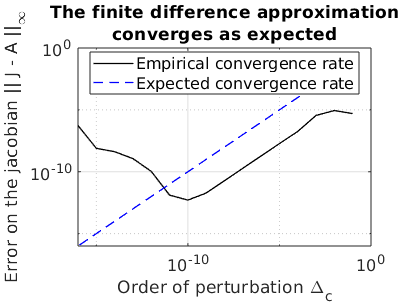 The finite difference approximation
converges as expected
Error on the jacobian || J - A ||∞
10^0
10^-10
Empirical convergence rate
Expected convergence rate
10^-10
10^0
Order of perturbation Δ_c